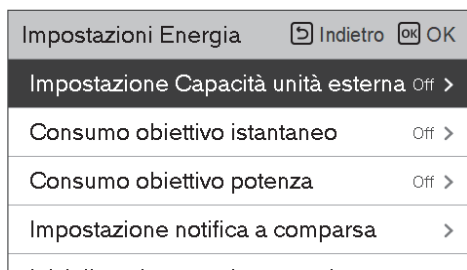 Impostazioni Energia Indietro OK OK
Impostazione Capacità unità esterna Off >
Consumo obiettivo istantaneo Off >
Consumo obiettivo potenza Off >
Impostazione notifica a comparsa >